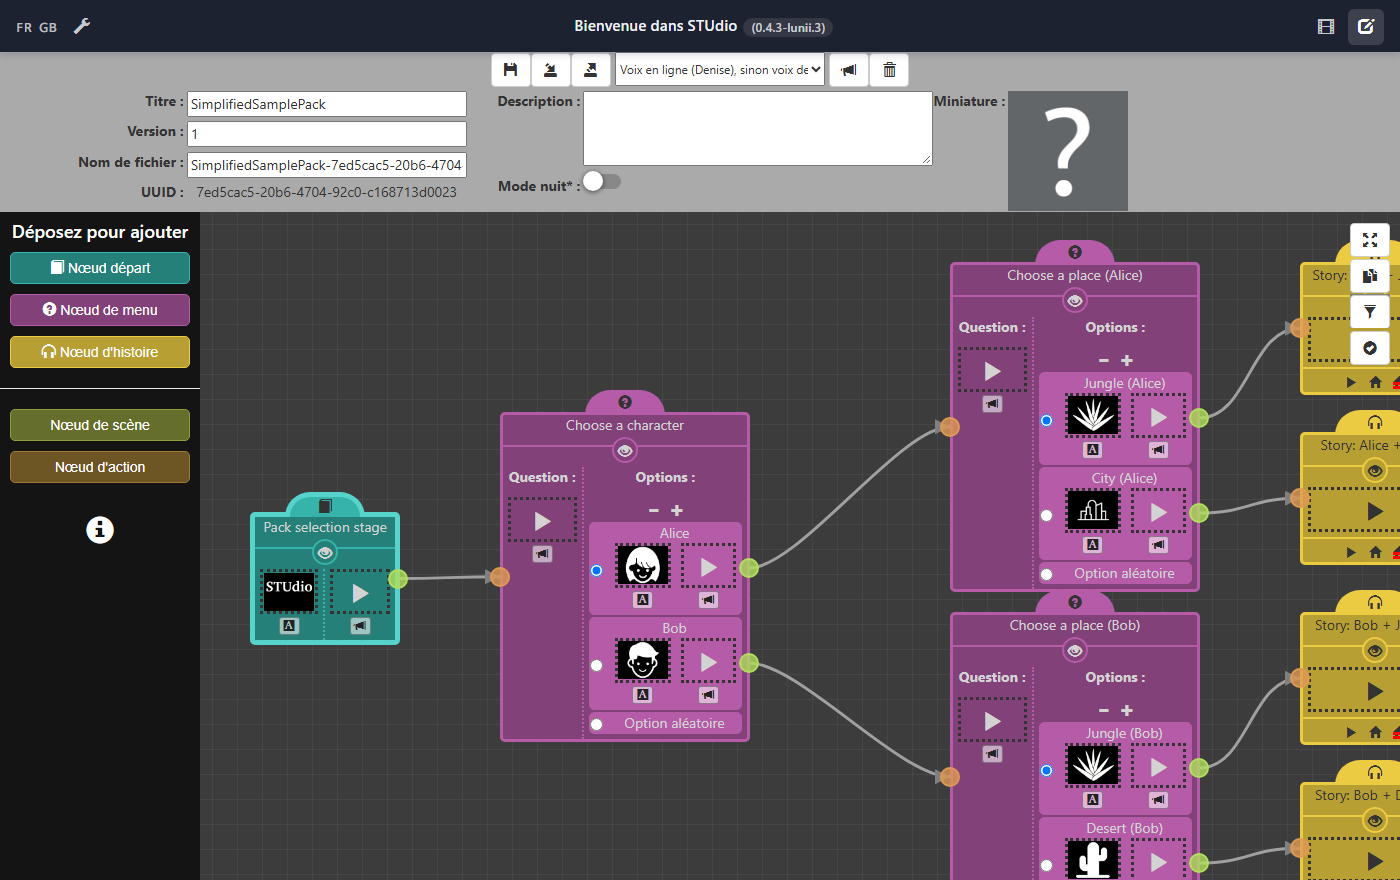 FR GB
Bienvenue dans STUdio (0.4.3-lunii.3)
Voix en ligne (Denise), sinon voix de
Titre : SimplifiedSamplePack
Version : 1
Nom de fichier : SimplifiedSamplePack-7ed5cac5-20b6-4704
UUID : 7ed5cac5-20b6-4704-92c0-c168713d0023
Description :
Mode nuit* :
Miniature :
?
Déposez pour ajouter
Nœud départ
Nœud de menu
Nœud d'histoire
Nœud de scène
Nœud d'action
Pack selection stage
STUdio
A
Choose a character
Question :
Options :
Alice
A
Bob
A
Option aléatoire
Choose a place (Alice)
Question :
Options :
Jungle (Alice)
A
City (Alice)
A
Option aléatoire
Choose a place (Bob)
Question :
Options :
Jungle (Bob)
A
Desert (Bob)
Story:
Story: Alice +
Story: Bob + J
Story: Bob + D